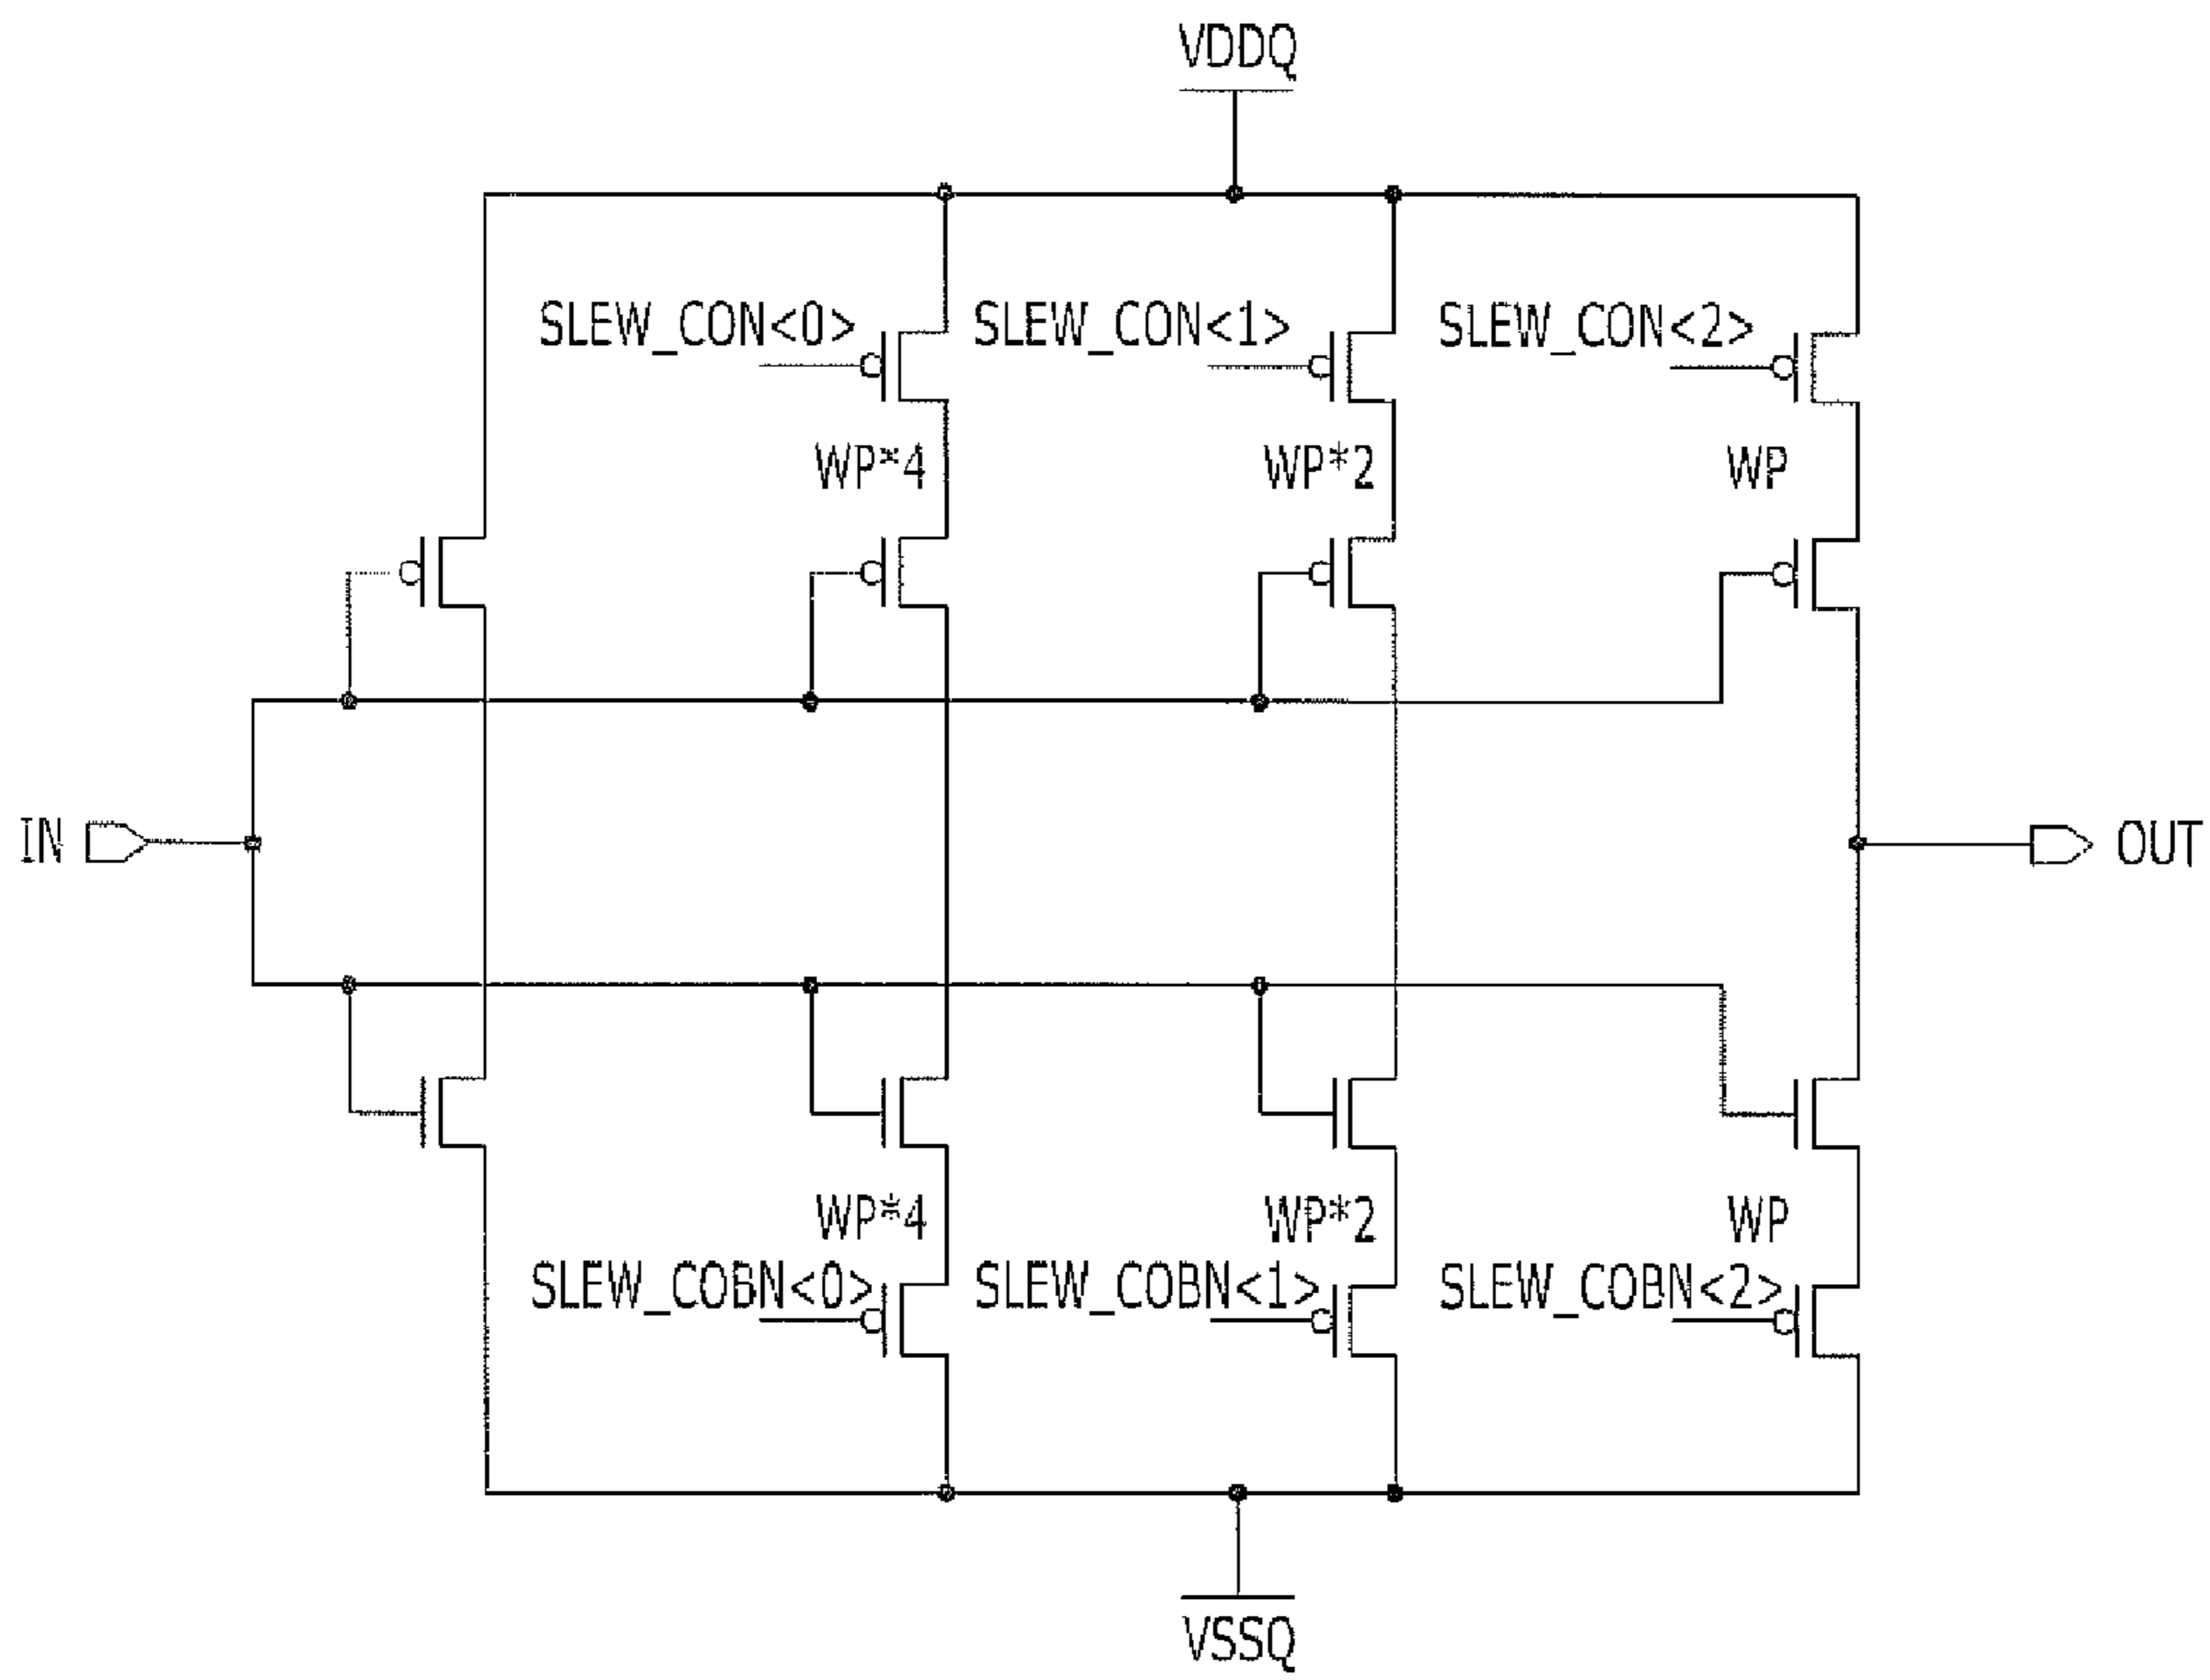 VDDQ
SLEW_CON<0> SLEW_CON<1> SLEW_CON<2>
WP*4 WP*2 WP
IN OUT
WP*4 WP*2 WP
SLEW_COBN<0> SLEW_COBN<1> SLEW_COBN<2>
VSSQ